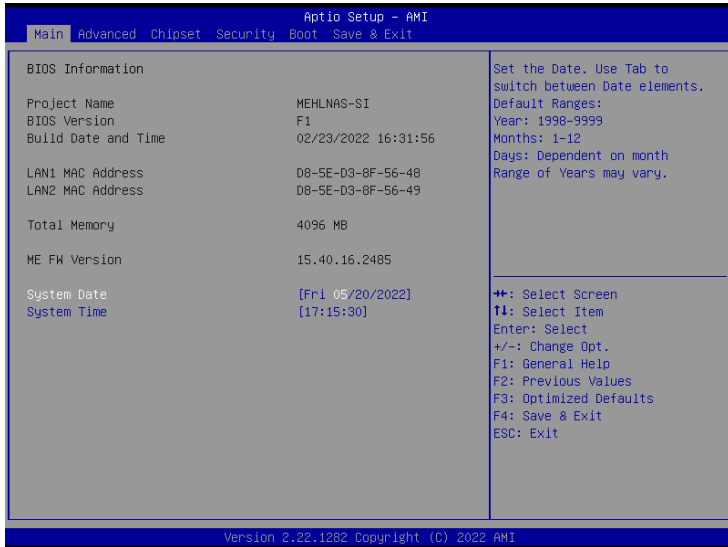 Aptio Setup – AMI
Main Advanced Chipset Security Boot Save & Exit
BIOS Information
Project Name MEHLNAS-SI
BIOS Version F1
Build Date and Time 02/23/2022 16:31:56
LAN1 MAC Address D8-5E-D3-8F-56-48
LAN2 MAC Address D8-5E-D3-8F-56-49
Total Memory 4096 MB
ME FW Version 15.40.16.2485
System Date [Fri 05/20/2022]
System Time [17:15:30]
Set the Date. Use Tab to
switch between Date elements.
Default Ranges:
Year: 1998-9999
Months: 1-12
Days: Dependent on month
Range of Years may vary.
→←: Select Screen
↑↓: Select Item
Enter: Select
+/-: Change Opt.
F1: General Help
F2: Previous Values
F3: Optimized Defaults
F4: Save & Exit
ESC: Exit
Version 2.22.1282 Copyright (C) 2022 AMI